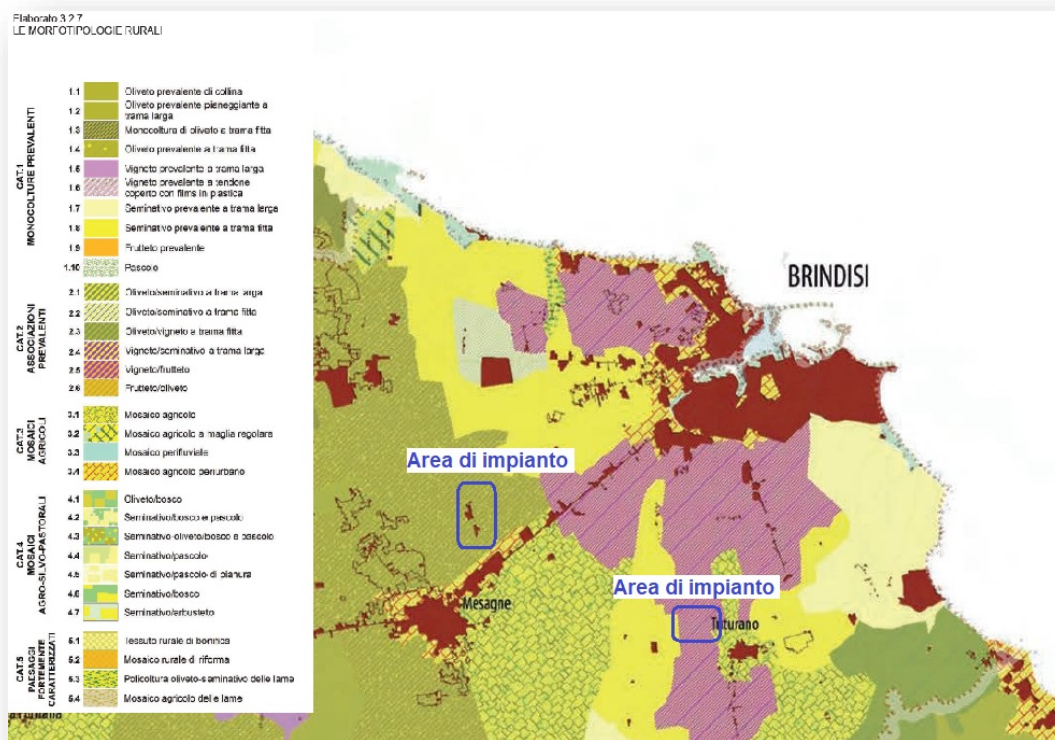 Elaborato 3.2.7
LE MORFOTIPOLOGIE RURALI
CAT.1
MONOCOLTURE PREVALENTI
1.1 Oliveto prevalente di collina
1.2 Oliveto prevalente pianeggiante a
trama larga
1.3 Monocoltura di oliveto a trama fitta
1.4 Oliveto prevalente a trama fitta
1.5 Vigneto prevalente a trama larga
1.6 Vigneto prevalente a tendone
coperto con films in plastica
1.7 Seminativo prevalente a trama larga
1.8 Seminativo prevalente a trama fitta
1.9 Frutteto prevalente
1.10 Pascolo
CAT.2
ASSOCIAZIONI
PREVALENTI
2.1 Oliveto/seminativo a trama larga
2.2 Oliveto/seminativo a trama fitta
2.3 Oliveto/vigneto a trama fitta
2.4 Vigneto/seminativo a trama larga
2.5 Vigneto/frutteto
2.6 Frutteto/oliveto
CAT.3
MOSAICI
AGRICOLI
3.1 Mosaico agricolo
3.2 Mosaico agricolo a maglia regolare
3.3 Mosaico perifluviale
3.4 Mosaico agricolo periurbano
CAT.4
MOSAICI
AGRO-SILVO-PASTORALI
4.1 Oliveto/bosco
4.2 Seminativo/bosco e pascolo
4.3 Seminativo-oliveto/bosco e pascolo
4.4 Seminativo/pascolo
4.5 Seminativo/pascolo di pianura
4.6 Seminativo/bosco
4.7 Seminativo/arbusteto
CAT.5
PAESAGGI
FORTEMENTE
CARATTERIZZATI
5.1 Tessuto rurale di bonifica
5.2 Mosaico rurale di riforma
5.3 Policoltura oliveto-seminativo delle lame
5.4 Mosaico agricolo delle lame
BRINDISI
Area di impianto
Mesagne
Area di impianto
Tuturano